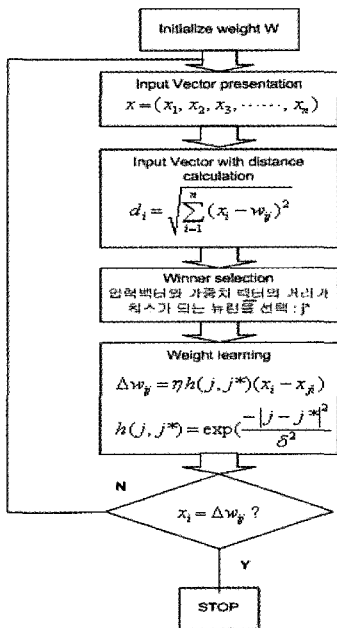 Initialize weight W
Input Vector presentation
x = (x₁, x₂, x₃, ⋯⋯, xₙ)
Input Vector with distance
calculation
dᵢ = √(∑ⁿᵢ₋₁ (xᵢ − wᵢⱼ)²)
Winner selection
입력벡터와 가중치 벡터의 거리가
최소가 되는 뉴런을 선택 : j*
Weight learning
Δwᵢⱼ = ηh(j, j*)(xᵢ − xⱼᵢ)
h(j, j*) = exp(−|j − j*|²/δ²
N
xᵢ = Δwᵢⱼ ?
Y
STOP